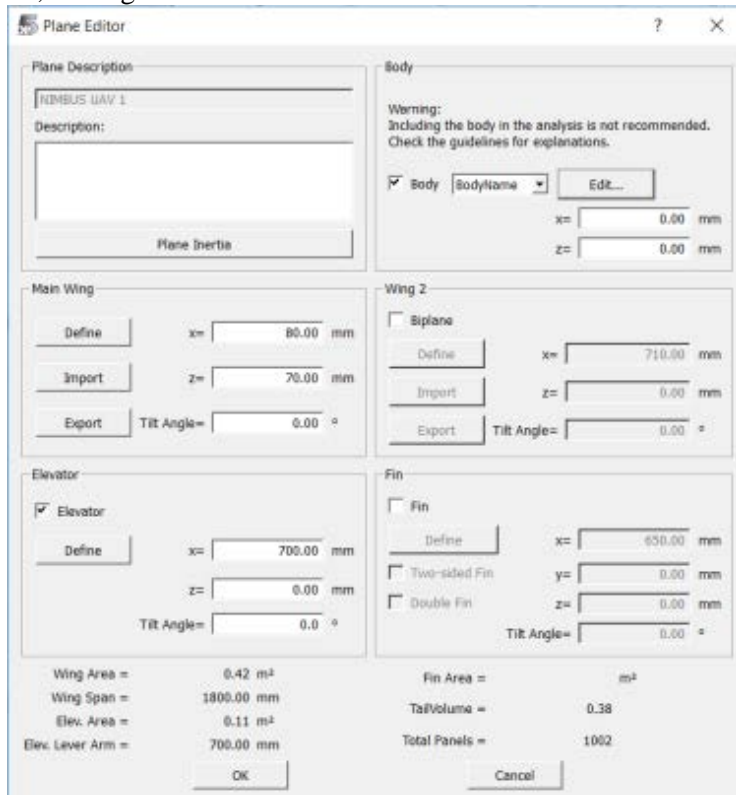 Plane Editor ? ×
Plane Description
NIMBUS UAV 1
Description:
Plane Inertia
Body
Warning:
Including the body in the analysis is not recommended.
Check the guidelines for explanations.
Body BodyName Edit...
x= 0.00 mm
z= 0.00 mm
Main Wing
Define x= 80.00 mm
Import z= 70.00 mm
Export Tilt Angle= 0.00 °
Wing 2
Biplane
Define x= 710.00 mm
Import z= 0.00 mm
Export Tilt Angle= 0.00 °
Elevator
Elevator
Define x= 700.00 mm
z= 0.00 mm
Tilt Angle= 0.0 °
Fin
Fin
Define x= 650.00 mm
Two-sided Fin y= 0.00 mm
Double Fin z= 0.00 mm
Tilt Angle= 0.00 °
Wing Area = 0.42 m²
Wing Span = 1800.00 mm
Elev. Area = 0.11 m²
Elev. Lever Arm = 700.00 mm
Fin Area = m²
TailVolume = 0.38
Total Panels = 1002
OK
Cancel